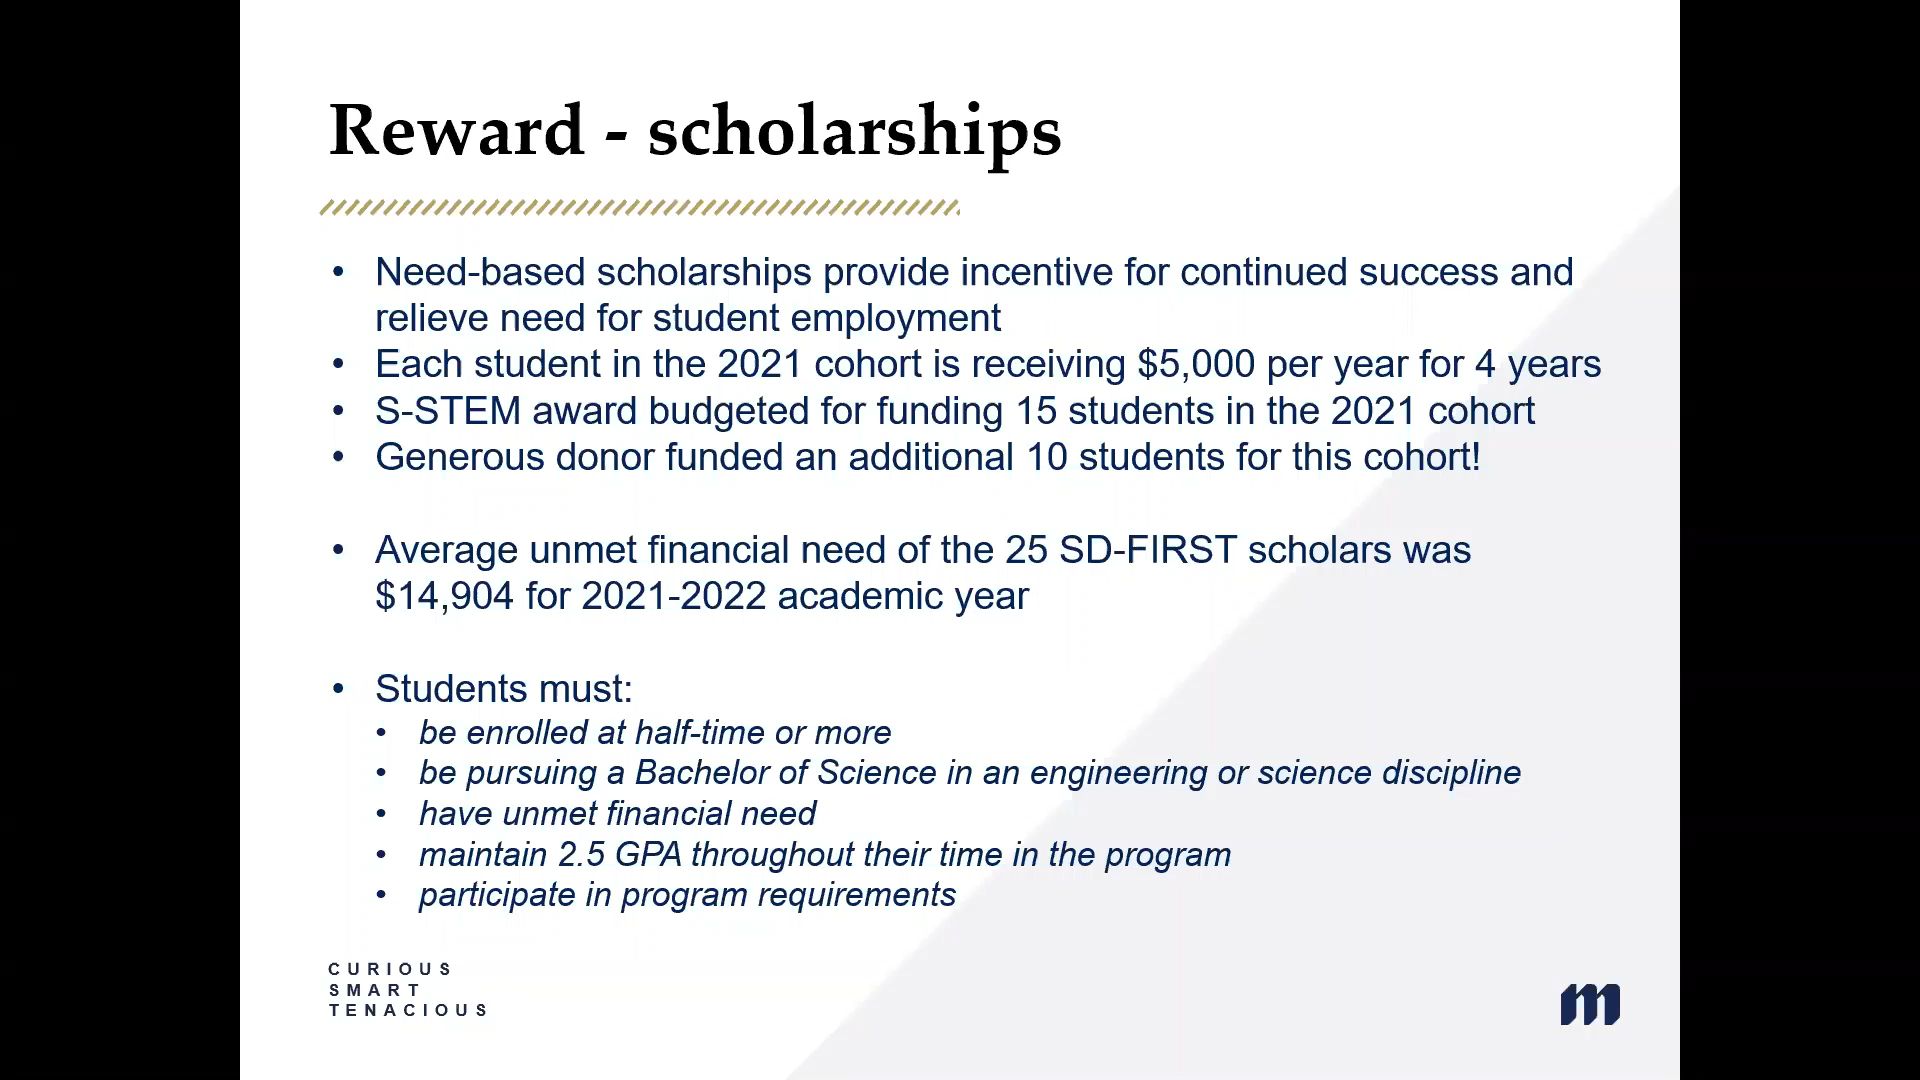 Reward - scholarships
• Need-based scholarships provide incentive for continued success and
relieve need for student employment
• Each student in the 2021 cohort is receiving $5,000 per year for 4 years
• S-STEM award budgeted for funding 15 students in the 2021 cohort
• Generous donor funded an additional 10 students for this cohort!
• Average unmet financial need of the 25 SD-FIRST scholars was
$14,904 for 2021-2022 academic year
• Students must:
• be enrolled at half-time or more
• be pursuing a Bachelor of Science in an engineering or science discipline
• have unmet financial need
• maintain 2.5 GPA throughout their time in the program
• participate in program requirements
CURIOUS
SMART
TENACIOUS
m